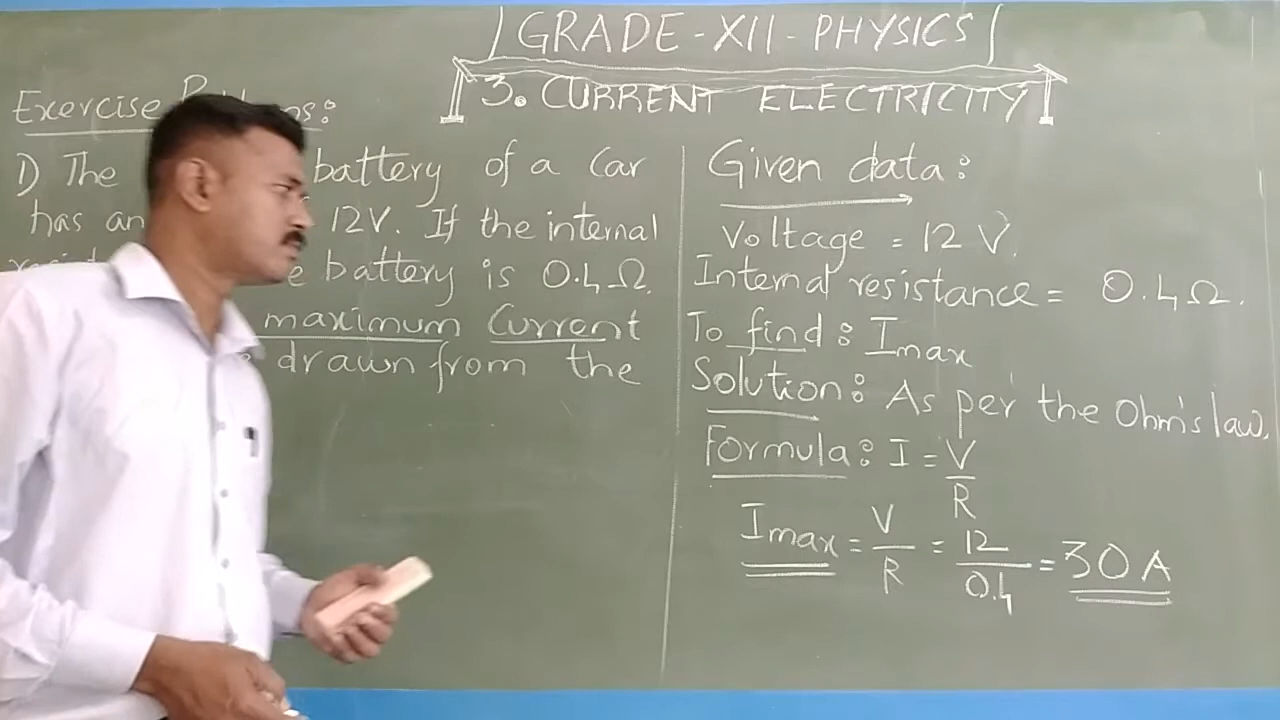 GRADE-XII-PHYSICS
3. CURRENT ELECTRICITY
Exercise
1) The battery of a Car
has an 12V. If the internal
battery is 0.4Ω.
maximum Current
drawn from the
Given data:
Voltage = 12 V.
Internal resistance = 0.4Ω.
To find: Imax
Solution: As per the Ohm's law.
Formula: I = V/R
Imax = V/R = 12/0.4 = 30 A